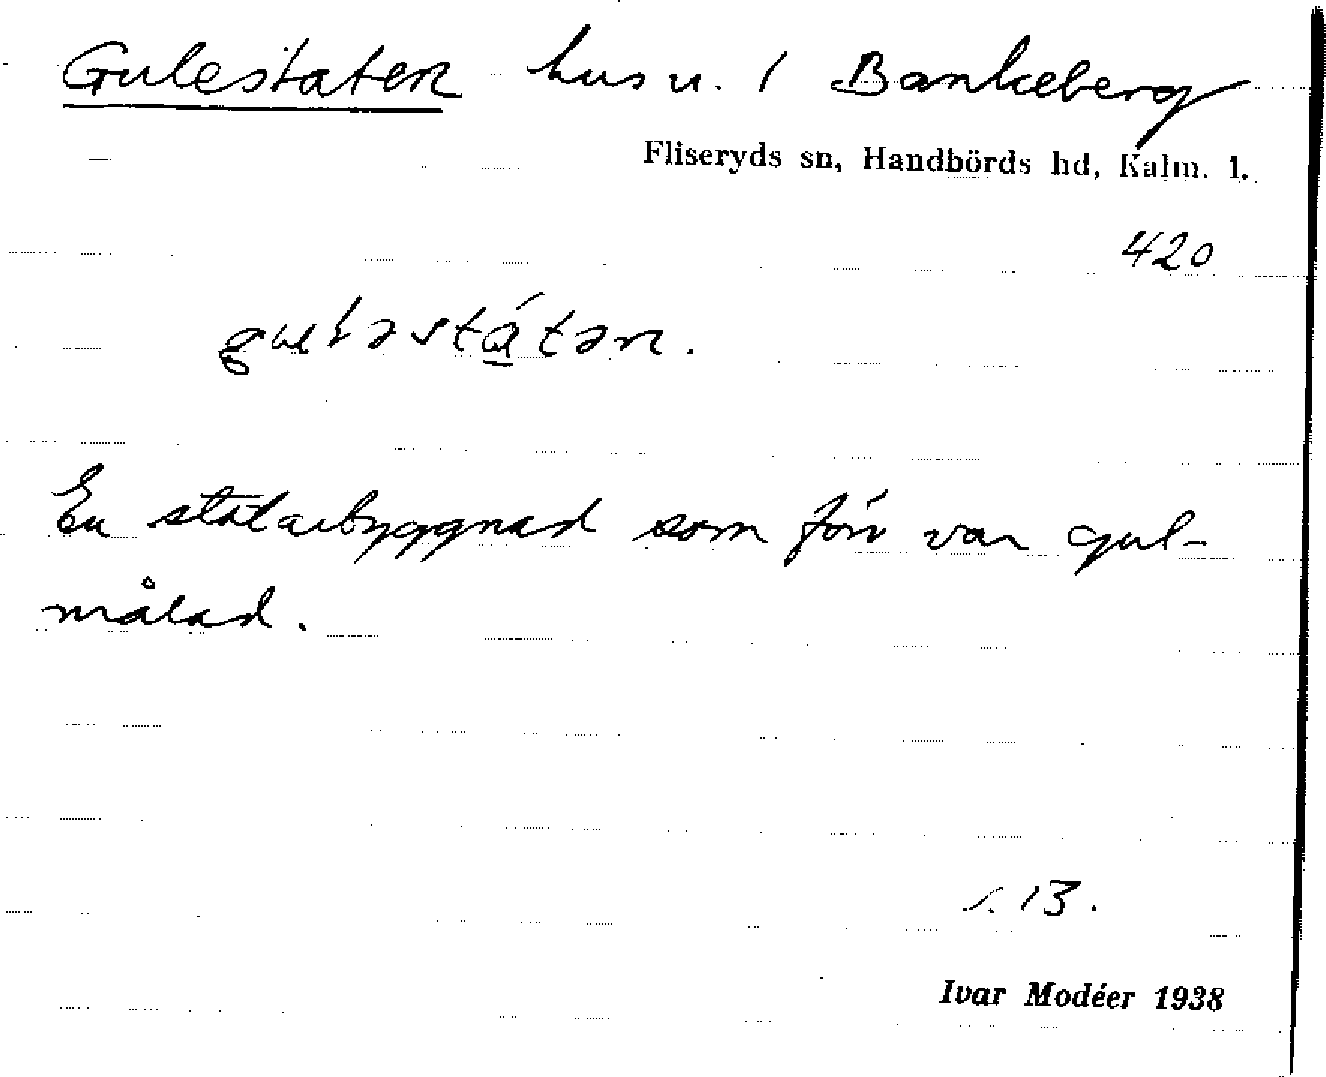 Gulestaten hus u. 1 Bankeberg
Fliseryds sn, Handbörds hd, Kalm. l.
420
guləstátən.
En statarbyggnad som förr var gul-
målad.
s. 13.
Ivar Modéer 1938